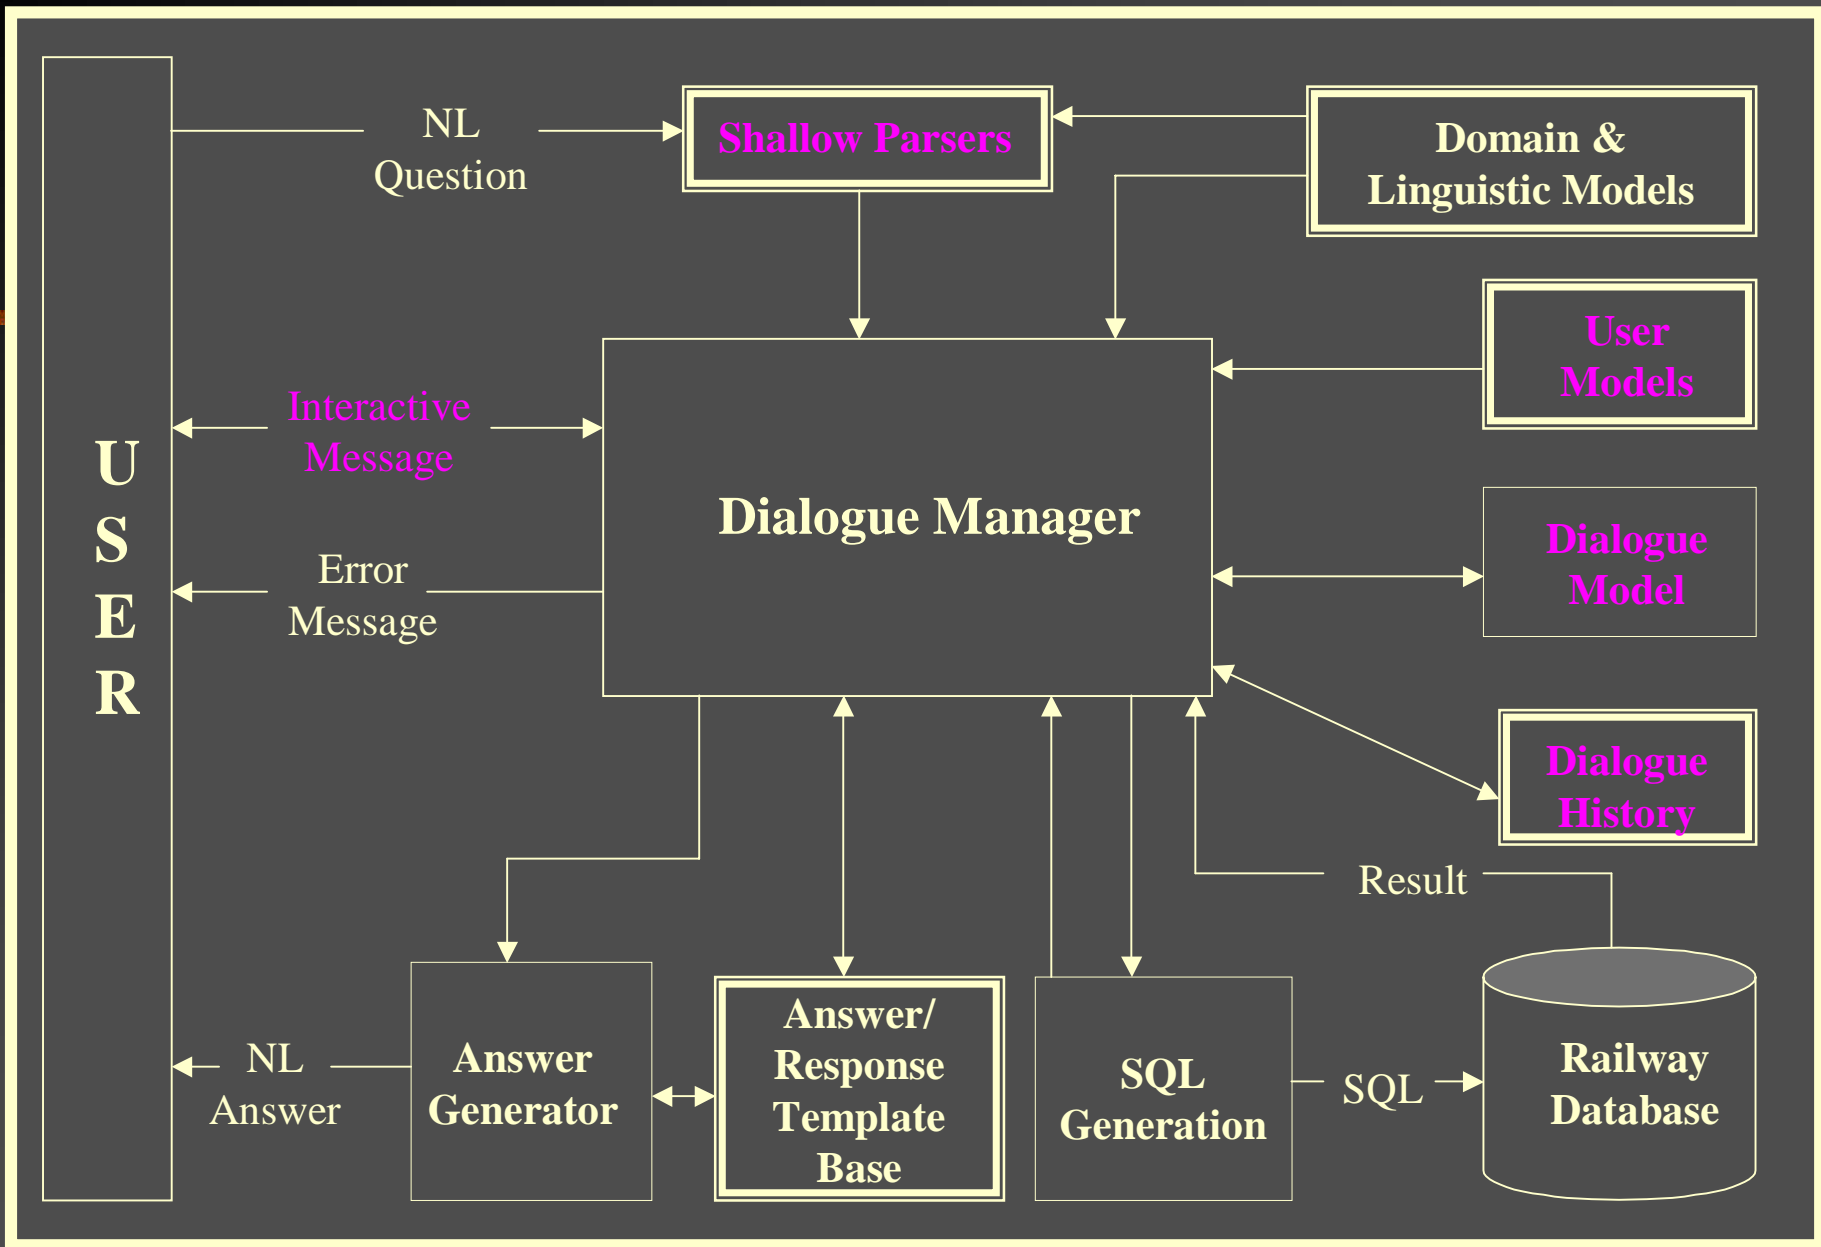 NL
Question
Shallow Parsers
Domain &
Linguistic Models
User
Models
Interactive
Message
U
S
E
R
Dialogue Manager
Dialogue
Model
Error
Message
Dialogue
History
Result
NL
Answer
Answer
Generator
Answer/
Response
Template
Base
SQL
Generation
SQL
Railway
Database